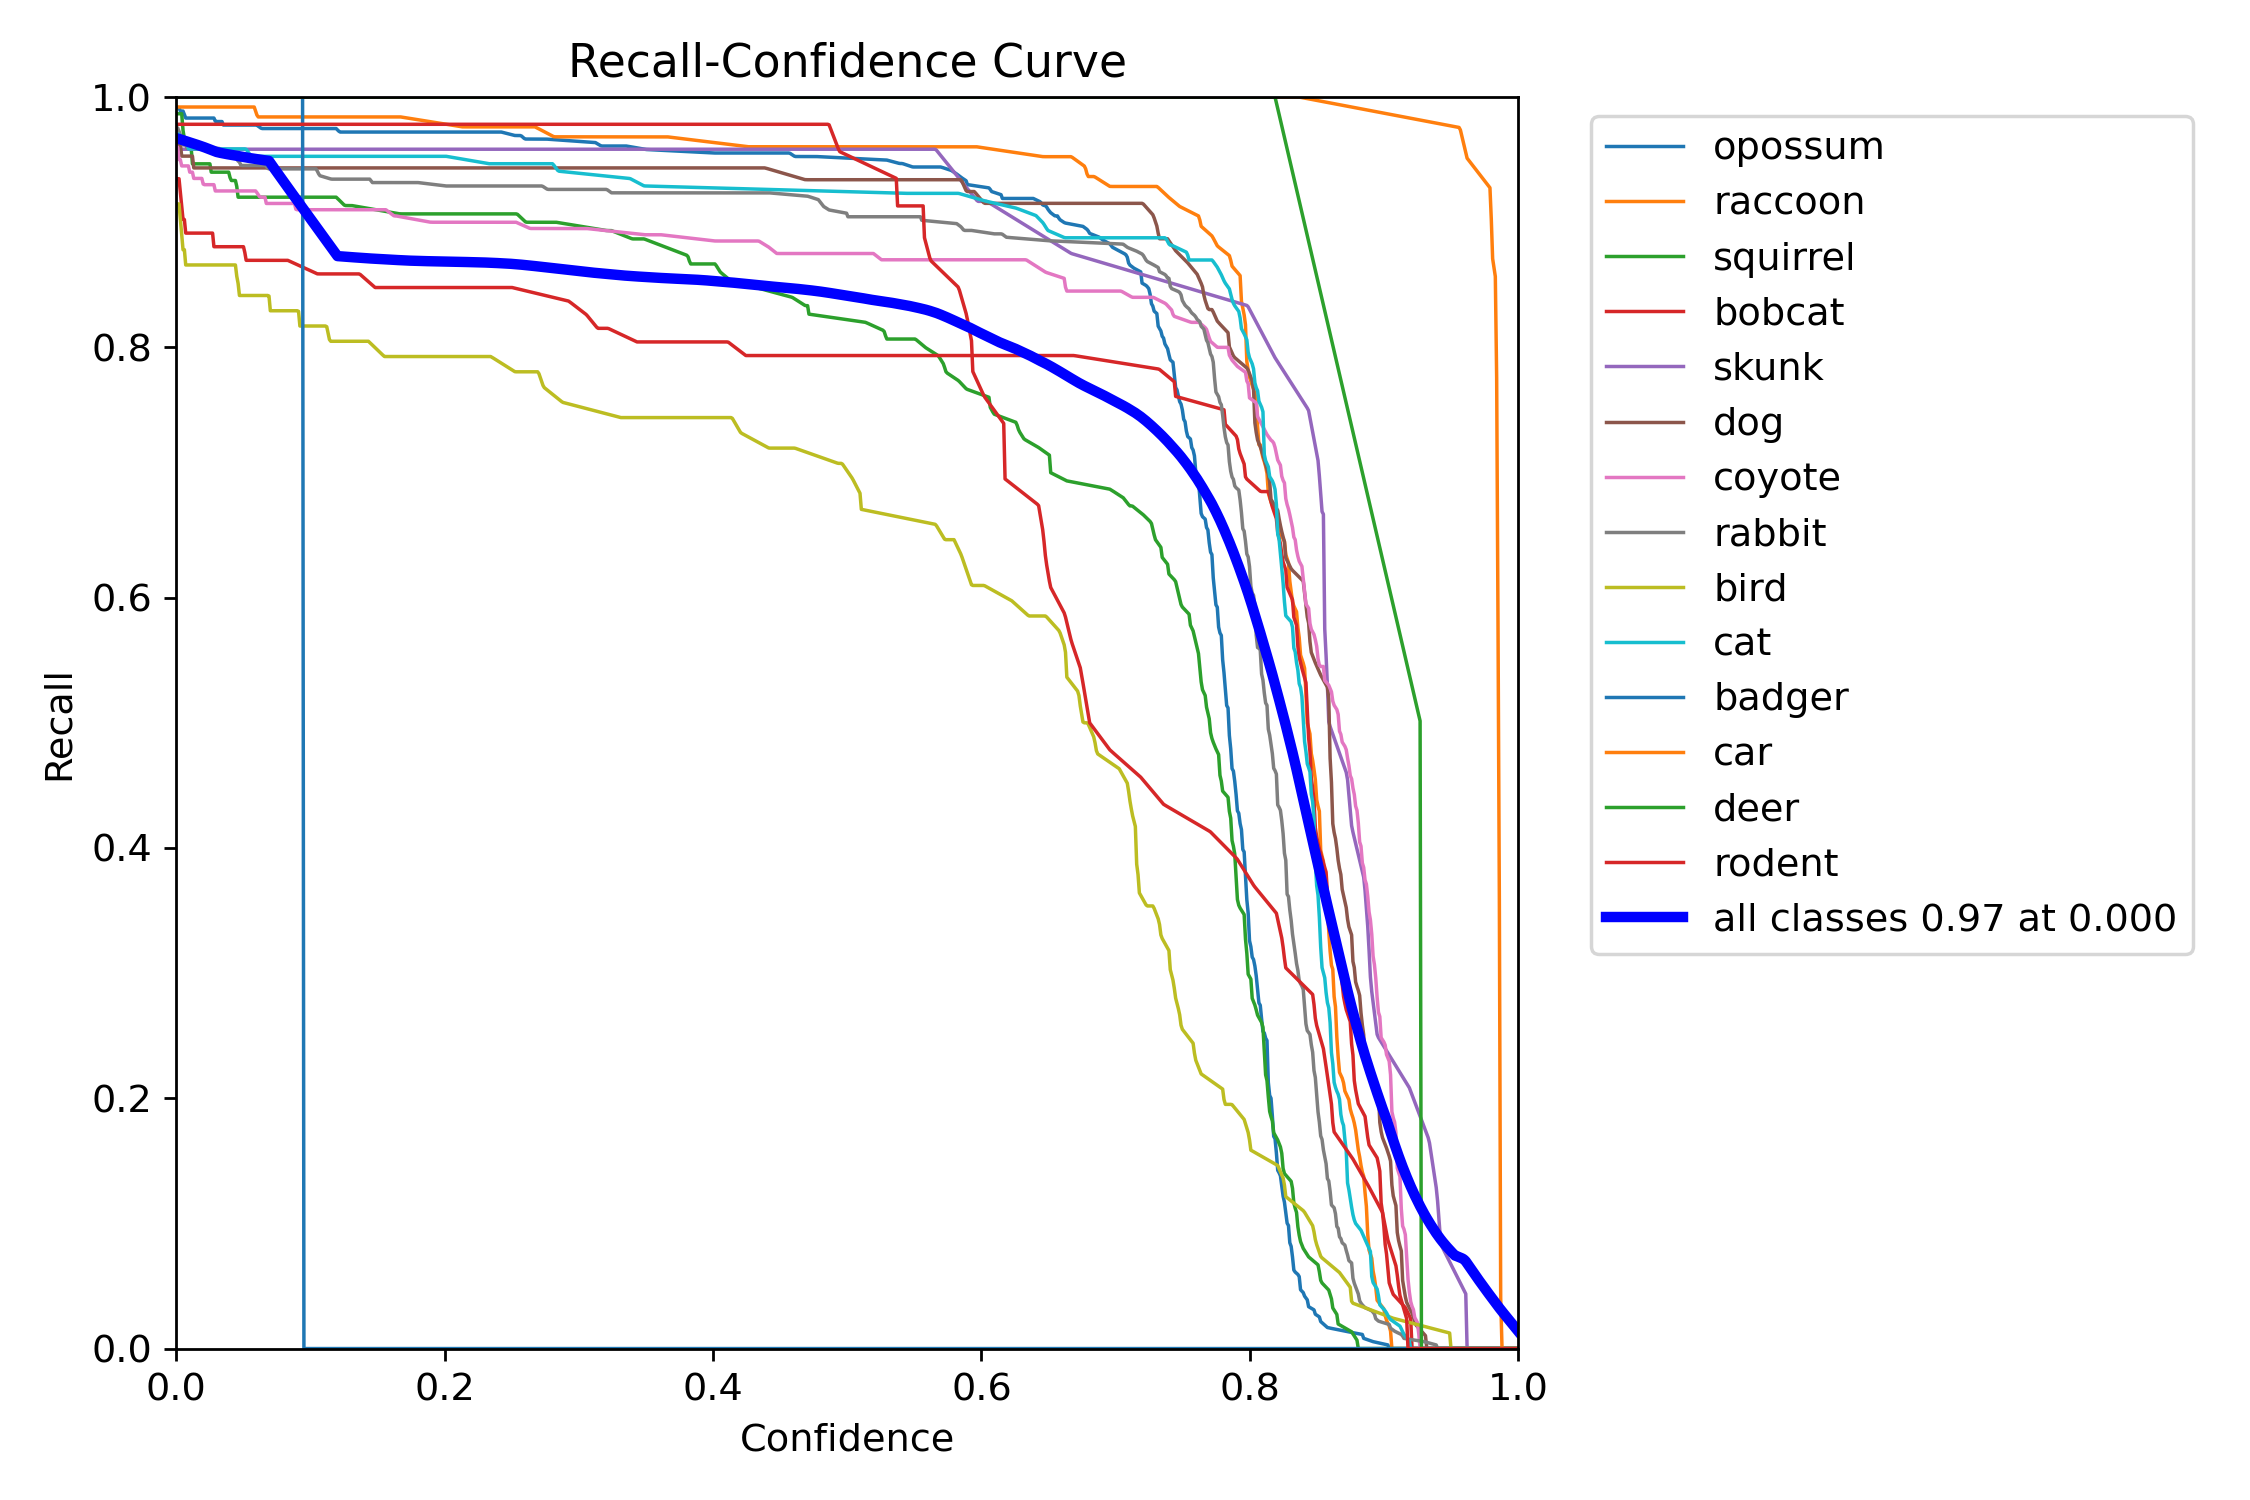 Recall-Confidence Curve
1.0
0.8
0.6
0.4
0.2
0.0
Recall
0.0 0.2 0.4 0.6 0.8 1.0
Confidence
opossum
raccoon
squirrel
bobcat
skunk
dog
coyote
rabbit
bird
cat
badger
car
deer
rodent
all classes 0.97 at 0.000